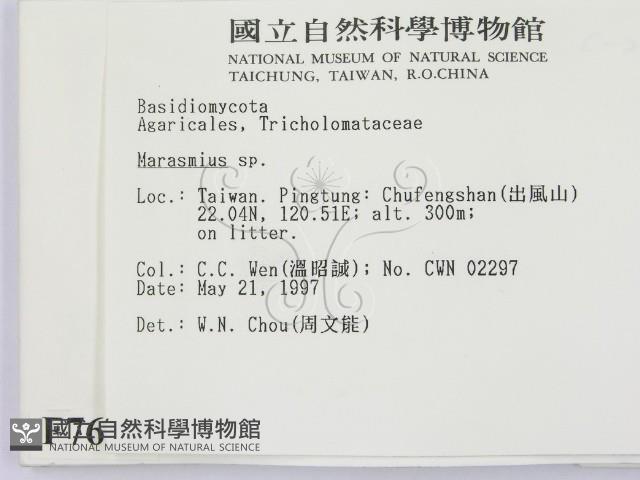 國立自然科學博物館
NATIONAL MUSEUM OF NATURAL SCIENCE
TAICHUNG, TAIWAN, R.O.CHINA
Basidiomycota
Agaricales, Tricholomataceae
Marasmius sp.
Loc.: Taiwan. Pingtung: Chufengshan(出風山)
22.04N, 120.51E; alt. 300m;
on litter.
Col.: C.C. Wen(溫昭誠); No. CWN 02297
Date: May 21, 1997
Det.: W.N. Chou(周文能)
F76
國立自然科學博物館
NATIONAL MUSEUM OF NATURAL SCIENCE